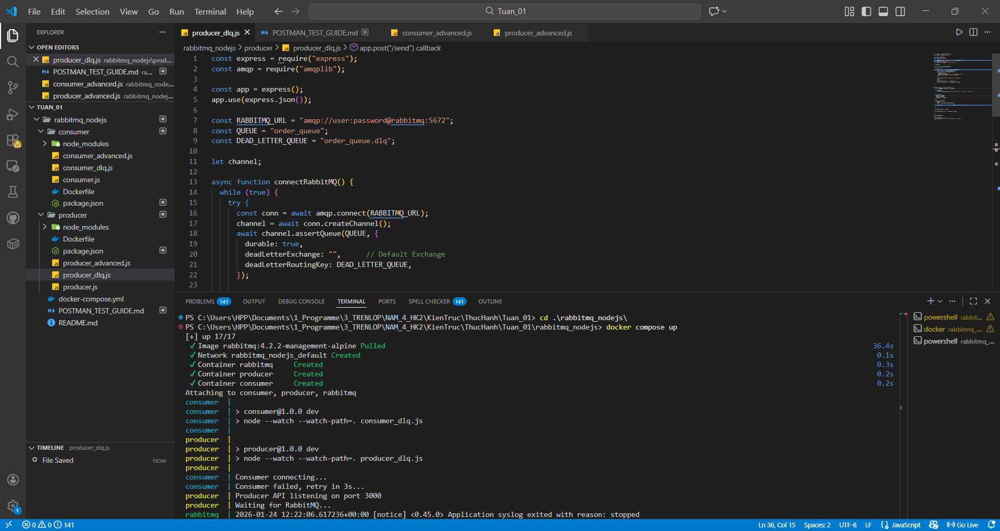 File Edit Selection View Go Run Terminal Help
Tuan_01
EXPLORER
OPEN EDITORS
producer_dlq.js rabbitmq_nodejs\prod...
POSTMAN_TEST_GUIDE.md ra...
consumer_advanced.js rabbitmq_node...
producer_advanced.js rabbitmq_nodej...
TUAN_01
rabbitmq_nodejs
consumer
node_modules
consumer_advanced.js
consumer_dlq.js
consumer.js
Dockerfile
package.json
producer
node_modules
Dockerfile
package.json
producer_advanced.js
producer_dlq.js
producer.js
docker-compose.yml
POSTMAN_TEST_GUIDE.md
README.md
TIMELINE producer_dlq.js
File Saved now
producer_dlq.js
POSTMAN_TEST_GUIDE.md
consumer_advanced.js
producer_advanced.js
rabbitmq_nodejs > producer > producer_dlq.js > app.post("/send") callback
1 const express = require("express");
2 const amqp = require("amqplib");
3
4 const app = express();
5 app.use(express.json());
6
7 const RABBITMQ_URL = "amqp://user:password@rabbitmq:5672";
8 const QUEUE = "order_queue";
9 const DEAD_LETTER_QUEUE = "order_queue.dlq";
10
11 let channel;
12
13 async function connectRabbitMQ() {
14 while (true) {
15 try {
16 const conn = await amqp.connect(RABBITMQ_URL);
17 channel = await conn.createChannel();
18 await channel.assertQueue(QUEUE, {
19 durable: true,
20 deadLetterExchange: "", // Default Exchange
21 deadLetterRoutingKey: DEAD_LETTER_QUEUE,
22 });
23
PROBLEMS 141 OUTPUT DEBUG CONSOLE TERMINAL PORTS SPELL CHECKER 141 OUTLINE
PS C:\Users\HPP\Documents\1_Programme\3_TRENLOP\NAM_4_HK2\KienTruc\ThucHanh\Tuan_01> cd .\rabbitmq_nodejs\
PS C:\Users\HPP\Documents\1_Programme\3_TRENLOP\NAM_4_HK2\KienTruc\ThucHanh\Tuan_01\rabbitmq_nodejs> docker compose up
[+] up 17/17
✓ Image rabbitmq:4.2.2-management-alpine Pulled 36.4s
✓ Network rabbitmq_nodejs_default Created 0.1s
✓ Container rabbitmq Created 0.3s
✓ Container producer Created 0.2s
✓ Container consumer Created 0.2s
Attaching to consumer, producer, rabbitmq
consumer |
consumer | > consumer@1.0.0 dev
consumer | > node --watch --watch-path=. consumer_dlq.js
consumer |
producer |
producer | > producer@1.0.0 dev
producer | > node --watch --watch-path=. producer_dlq.js
producer |
consumer | Consumer connecting...
consumer | Consumer failed, retry in 3s...
producer | Producer API listening on port 3000
producer | Waiting for RabbitMQ...
rabbitmq | 2026-01-24 12:22:06.617236+00:00 [notice] <0.45.0> Application syslog exited with reason: stopped
powershell rabbit...
docker rabbitmq_...
powershell rabbitmq_...
1
0 0 141
Ln 36, Col 15 Spaces: 2 UTF-8 LF {} JavaScript Go Live